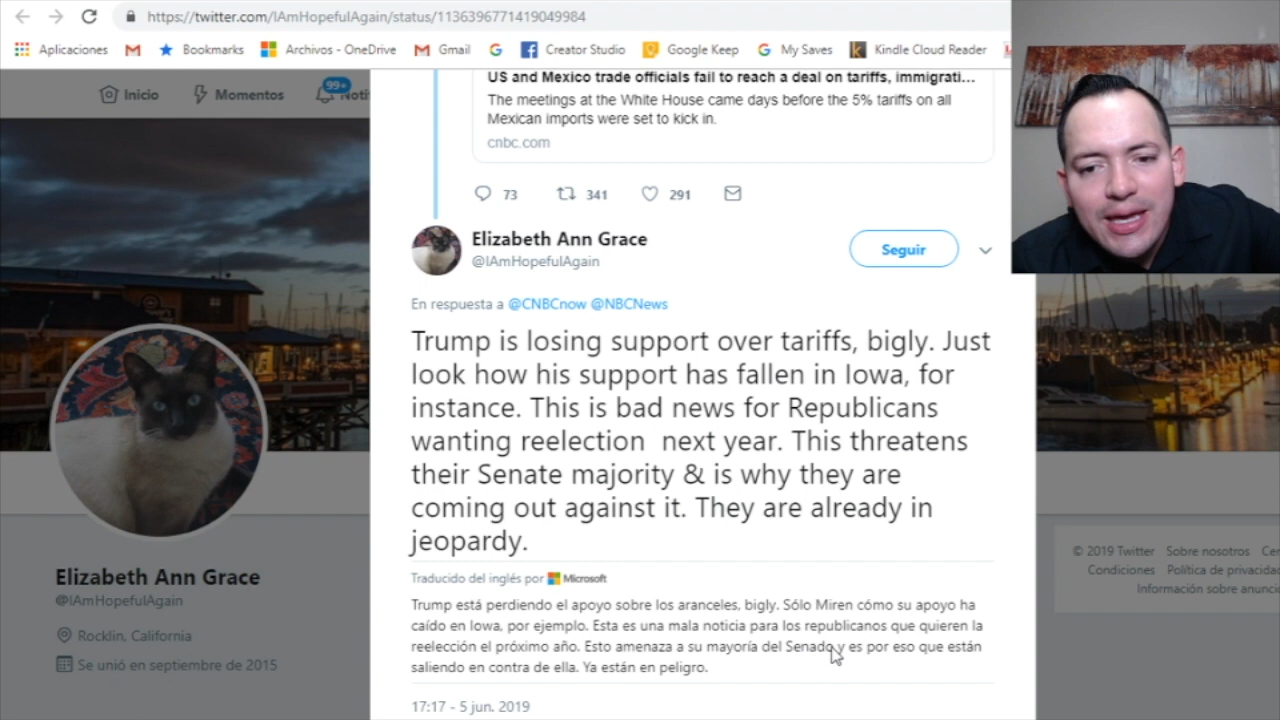 https://twitter.com/IAmHopefulAgain/status/1136396771419049984
Aplicaciones Bookmarks Archivos - OneDrive Gmail Creator Studio Google Keep My Saves Kindle Cloud Reader
Inicio Momentos 99+
US and Mexico trade officials fail to reach a deal on tariffs, immigrati...
The meetings at the White House came days before the 5% tariffs on all
Mexican imports were set to kick in.
cnbc.com
73 341 291
Elizabeth Ann Grace
@IAmHopefulAgain
Seguir
En respuesta a @CNBCnow @NBCNews
Trump is losing support over tariffs, bigly. Just
look how his support has fallen in Iowa, for
instance. This is bad news for Republicans
wanting reelection next year. This threatens
their Senate majority & is why they are
coming out against it. They are already in
jeopardy.
Traducido del inglés por Microsoft
Trump está perdiendo el apoyo sobre los aranceles, bigly. Sólo Miren cómo su apoyo ha
caído en Iowa, por ejemplo. Esta es una mala noticia para los republicanos que quieren la
reelección el próximo año. Esto amenaza a su mayoría del Senado y es por eso que están
saliendo en contra de ella. Ya están en peligro.
17:17 - 5 jun. 2019
Elizabeth Ann Grace
@IAmHopefulAgain
Rocklin, California
Se unió en septiembre de 2015
© 2019 Twitter Sobre nosotros
Condiciones Política de
Información sobre